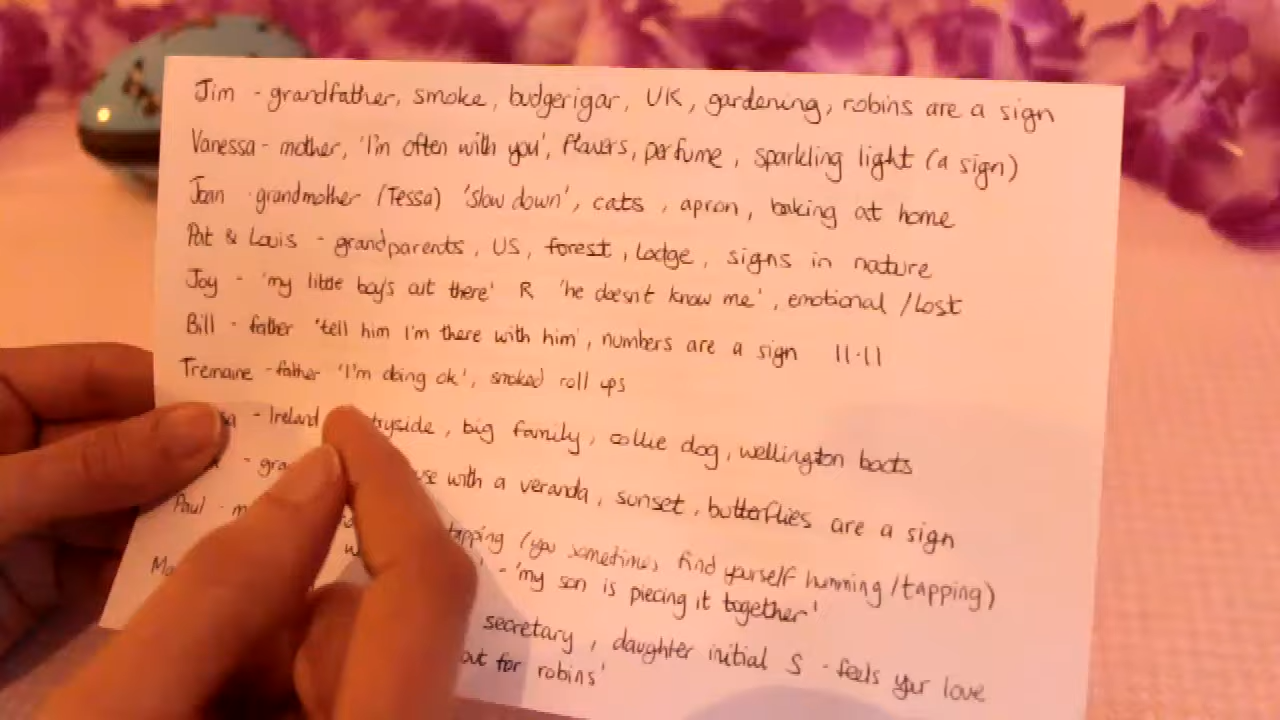 Jim - grandfather, smoke, budgerigar, UK, gardening, robins are a sign
Vanessa - mother, 'I'm often with you', flowers, perfume, sparkling light (a sign)
Joan - grandmother (Tessa) 'slow down', cats, apron, baking at home
Pat & Louis - grandparents, US, forest, lodge, signs in nature
Joy - 'my little boy's out there' R 'he doesn't know me', emotional / lost
Bill - father 'tell him I'm there with him', numbers are a sign 11.11
Tremaine - father 'I'm doing ok', smoked roll ups
- Ireland, big family, collie dog, wellington boots
- with a veranda, sunset, butterflies are a sign
Paul - tapping (you sometimes find yourself humming / tapping)
- 'my son is piecing it together'
secretary, daughter initial S - feels your love
out for robins'